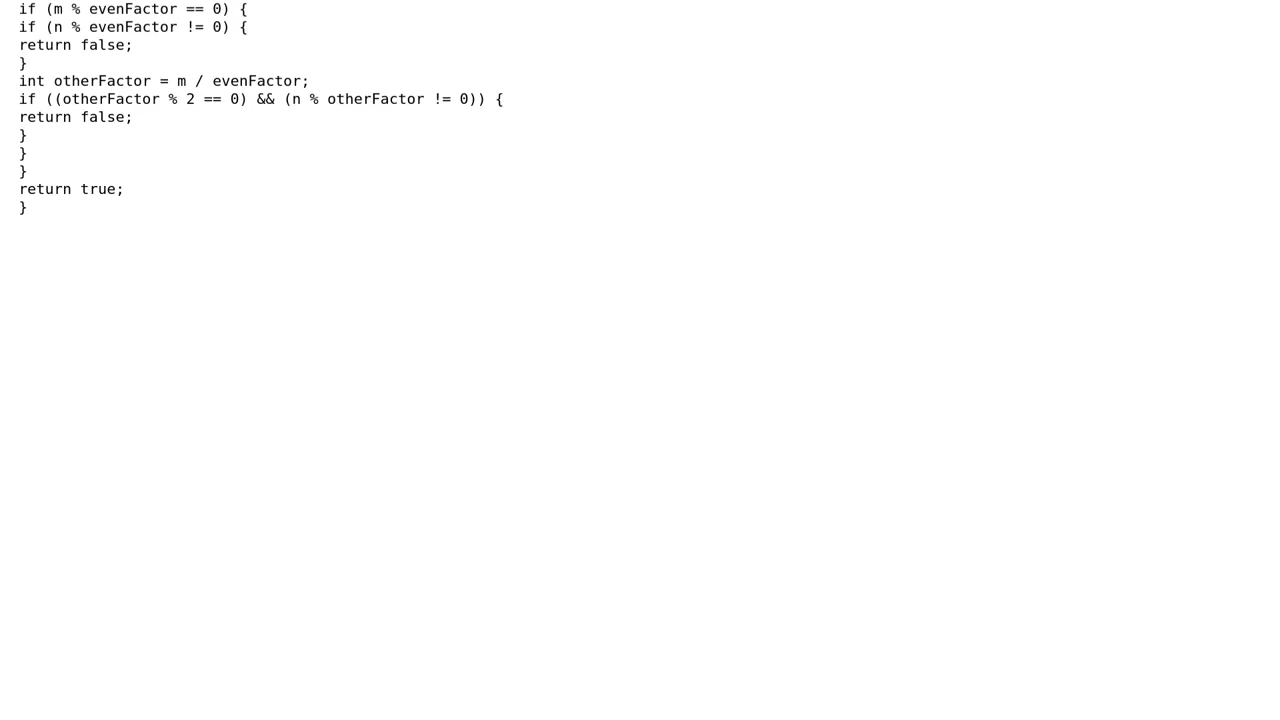 if (m % evenFactor == 0) {
if (n % evenFactor != 0) {
return false;
}
int otherFactor = m / evenFactor;
if ((otherFactor % 2 == 0) && (n % otherFactor != 0)) {
return false;
}
}
}
return true;
}